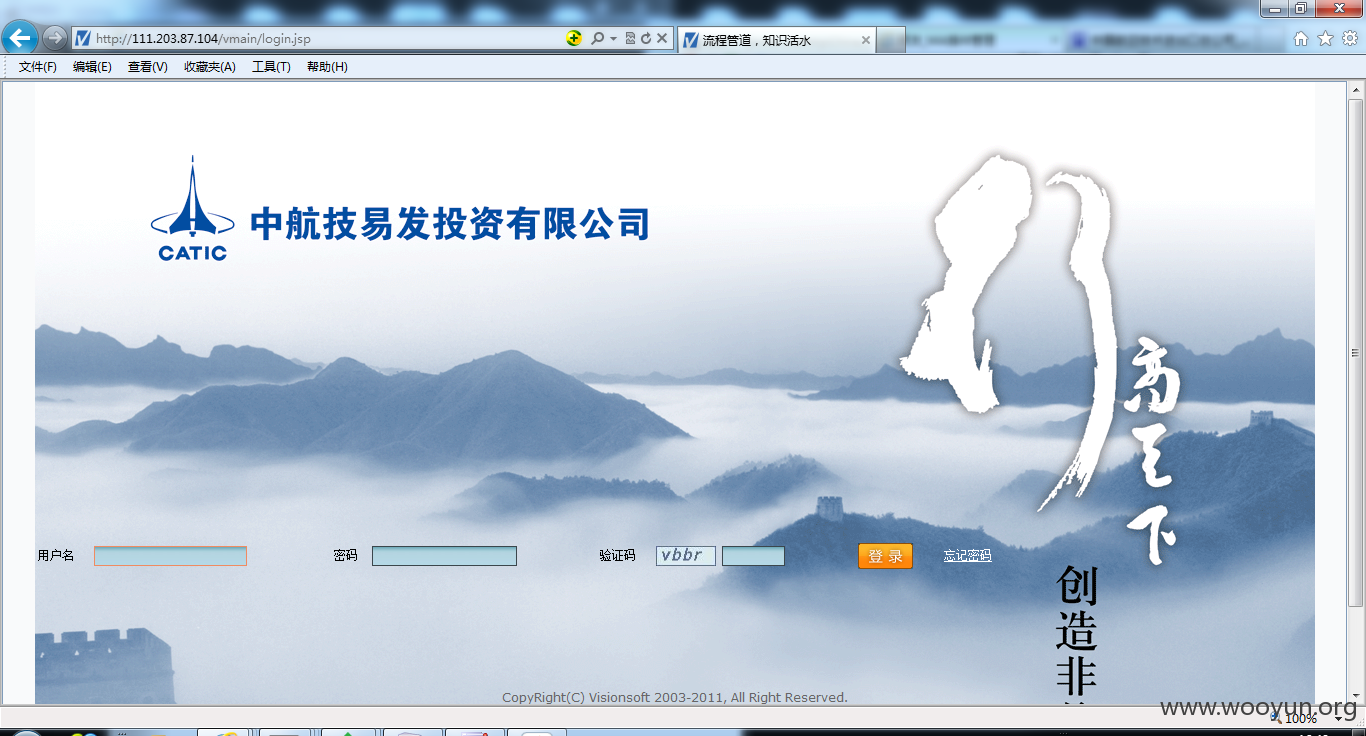 http://111.203.87.104/vmain/login.jsp
流程管道，知识活水
文件(F) 编辑(E) 查看(V) 收藏夹(A) 工具(T) 帮助(H)
CATIC
中航技易发投资有限公司
行
高天下
用户名
密码
验证码
vbbr
登 录
忘记密码
创造非
CopyRight(C) Visionsoft 2003-2011, All Right Reserved.
www.wooyun.org
100%